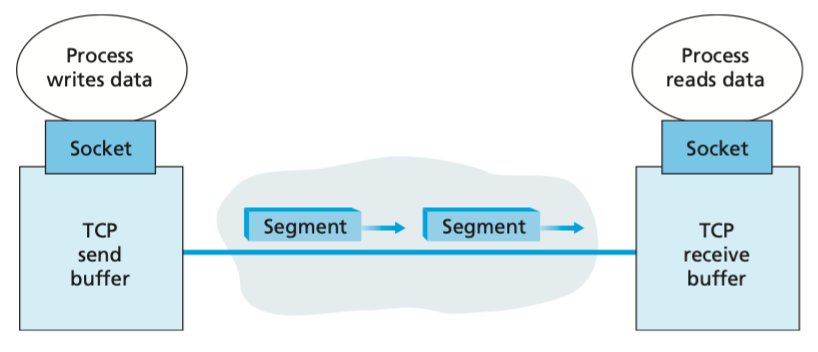 Process
writes data
Socket
TCP
send
buffer
Segment
Segment
Process
reads data
Socket
TCP
receive
buffer